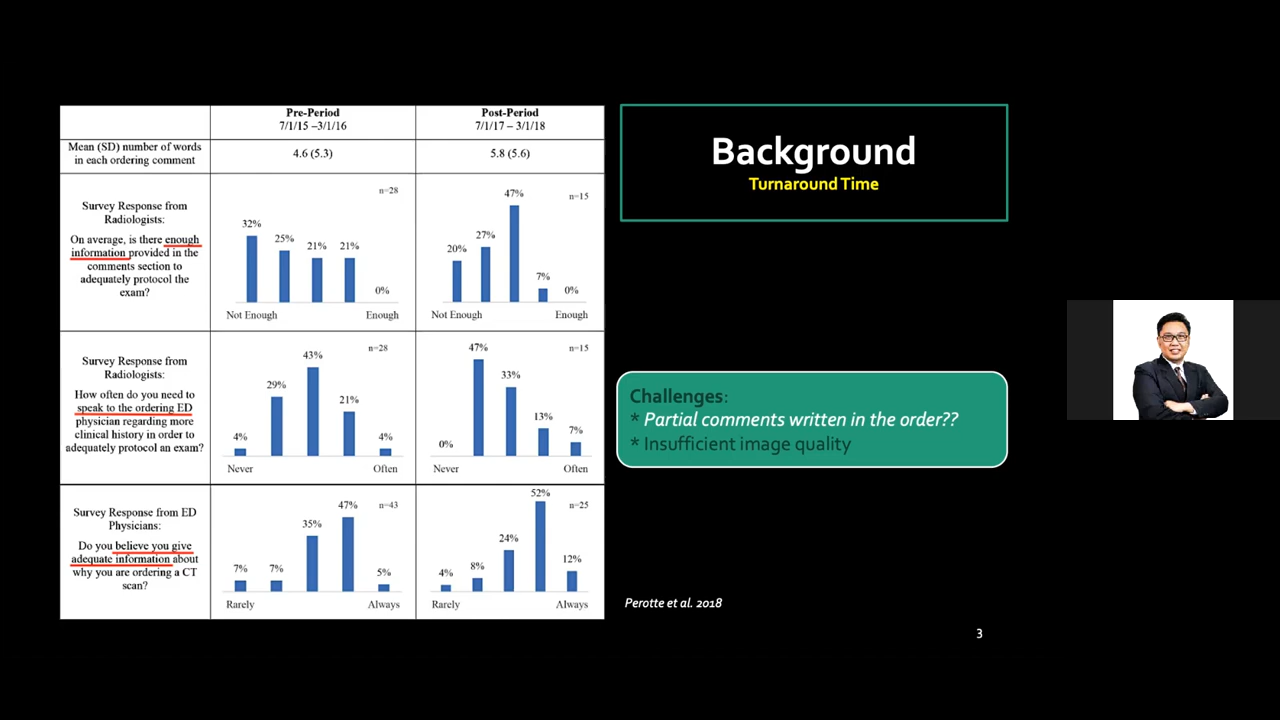 Pre-Period
7/1/15 –3/1/16
Post-Period
7/1/17 – 3/1/18
Mean (SD) number of words
in each ordering comment
4.6 (5.3)
5.8 (5.6)
Survey Response from
Radiologists:
On average, is there enough
information provided in the
comments section to
adequately protocol the
exam?
n=28
32%
25%
21%
21%
0%
Not Enough
Enough
n=15
20%
27%
47%
7%
0%
Not Enough
Enough
Survey Response from
Radiologists:
How often do you need to
speak to the ordering ED
physician regarding more
clinical history in order to
adequately protocol an exam?
n=28
4%
29%
43%
21%
4%
Never
Often
n=15
0%
47%
33%
13%
7%
Never
Often
Survey Response from ED
Physicians:
Do you believe you give
adequate information about
why you are ordering a CT
scan?
n=43
7%
7%
35%
47%
5%
Rarely
Always
n=25
4%
8%
24%
52%
12%
Rarely
Always
Background
Turnaround Time
Challenges:
* Partial comments written in the order??
* Insufficient image quality
Perotte et al. 2018
3